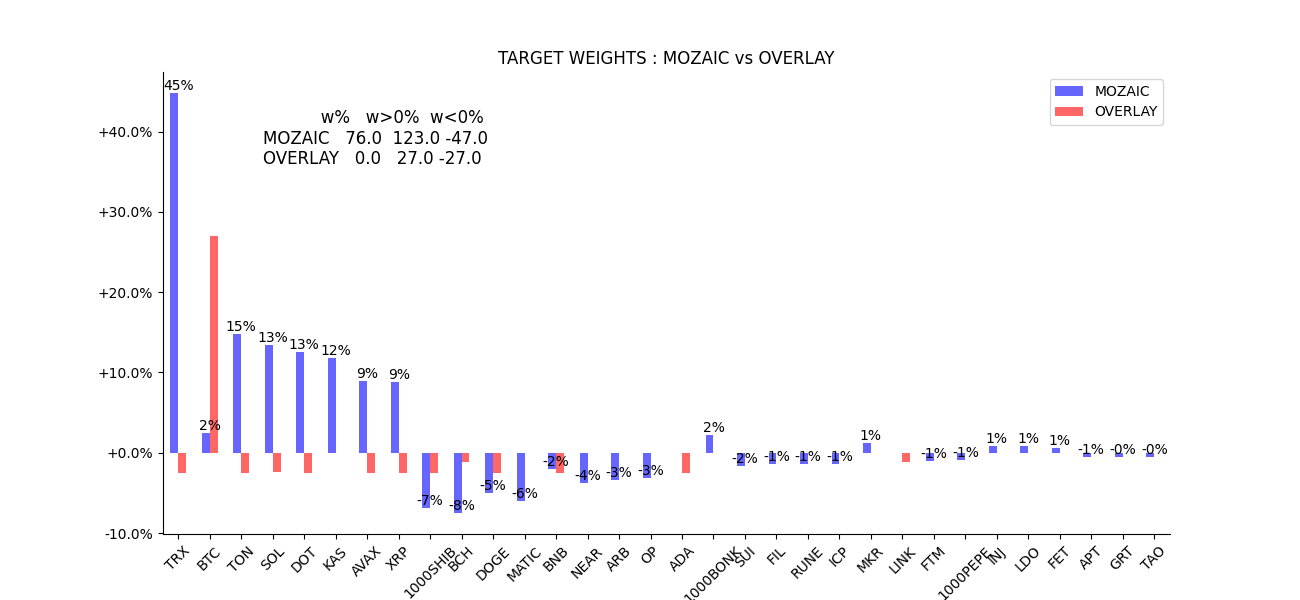 TARGET WEIGHTS : MOZAIC vs OVERLAY
MOZAIC
OVERLAY
w% w>0% w<0%
MOZAIC 76.0 123.0 -47.0
OVERLAY 0.0 27.0 -27.0
+40.0%
+30.0%
+20.0%
+10.0%
+0.0%
-10.0%
45%
2%
15%
13%
13%
12%
9%
9%
-7%
-8%
-5%
-6%
-2%
-4%
-3%
-3%
2%
-2%
-1%
-1%
-1%
1%
-1%
-1%
1%
1%
1%
-1%
-0%
-0%
TRX
BTC
TON
SOL
DOT
KAS
AVAX
XRP
1000SHIB
BCH
DOGE
MATIC
BNB
NEAR
ARB
OP
ADA
1000BONK
SUI
FIL
RUNE
ICP
MKR
LINK
FTM
1000PEPE
INJ
LDO
FET
APT
GRT
TAO